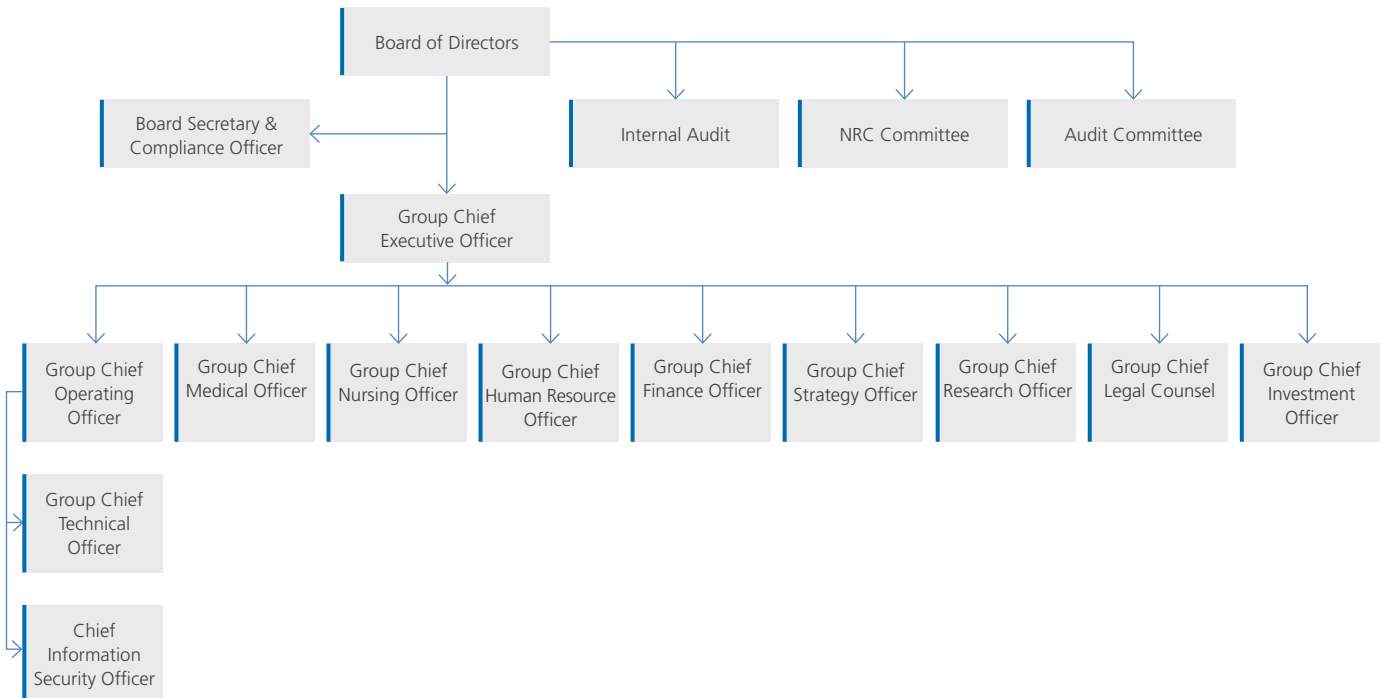 Board of Directors
Board Secretary &
Compliance Officer
Internal Audit
NRC Committee
Audit Committee
Group Chief
Executive Officer
Group Chief
Operating
Officer
Group Chief
Medical Officer
Group Chief
Nursing Officer
Group Chief
Human Resource
Officer
Group Chief
Finance Officer
Group Chief
Strategy Officer
Group Chief
Research Officer
Group Chief
Legal Counsel
Group Chief
Investment
Officer
Group Chief
Technical
Officer
Chief
Information
Security Officer